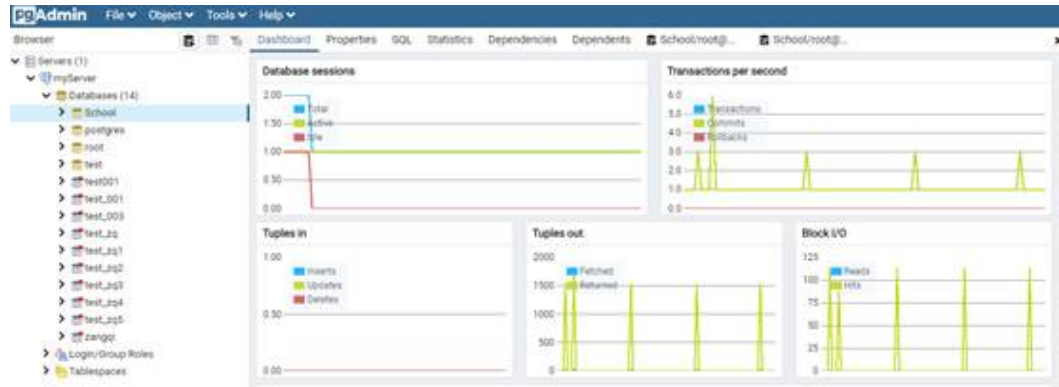 pgAdmin File Object Tools Help
Browser
Dashboard Properties SQL Statistics Dependencies Dependents School/root@... School/root@...
Servers (1)
myServer
Databases (14)
School
postgres
root
test
test001
test_001
test_003
test_zq
test_zq1
test_zq2
test_zq3
test_zq4
test_zq5
zangqi
Login/Group Roles
Tablespaces
Database sessions
2.00
Total
1.50
Active
Idle
1.00
0.50
0.00
Transactions per second
6.0
Transactions
5.0
Commits
4.0
Rollbacks
3.0
2.0
1.0
0.0
Tuples in
1.00
Inserts
Updates
Deletes
0.50
0.00
Tuples out
2000
Fetched
1500
Returned
1000
500
0
Block I/O
125
Reads
100
Hits
75
50
25
0